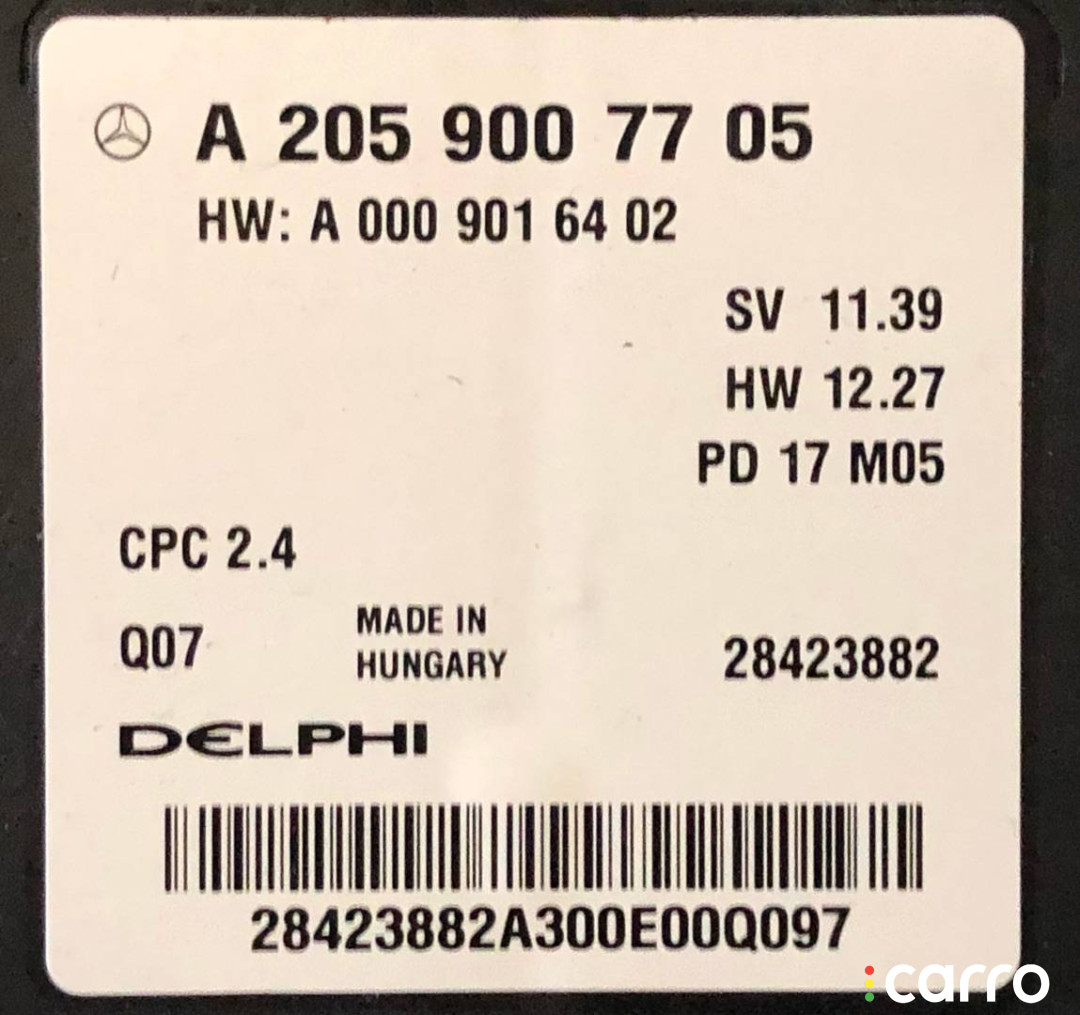 A 205 900 77 05
HW: A 000 901 64 02
SV 11.39
HW 12.27
PD 17 M05
CPC 2.4
Q07
MADE IN
HUNGARY
28423882
DELPHI
28423882A300E00Q097
carro